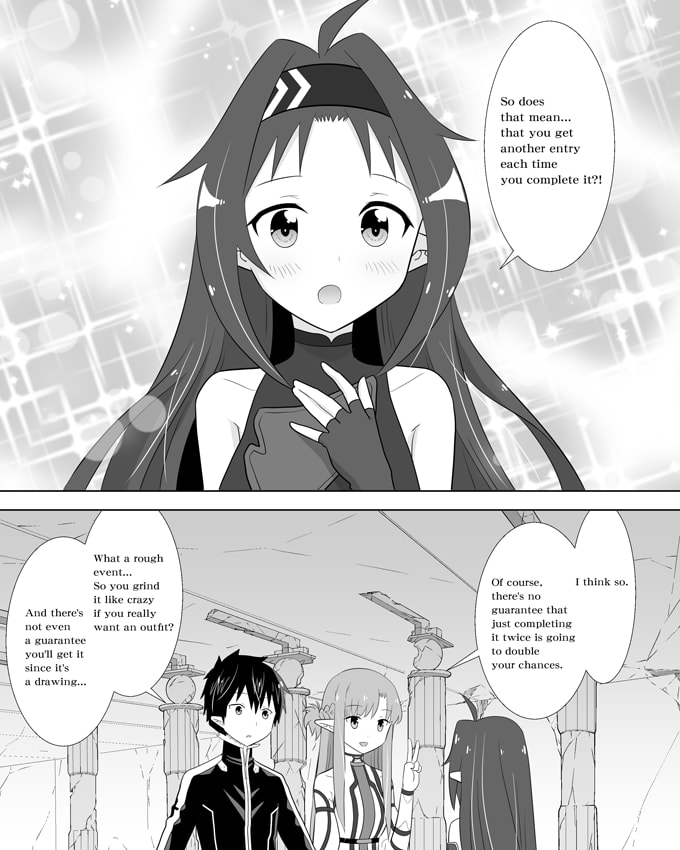 So does
that mean...
that you get
another entry
each time
you complete it?!
I think so.
Of course,
there's no
guarantee that
just completing
it twice is going
to double
your chances.
What a rough
event...
So you grind
it like crazy
if you really
want an outfit?
And there's
not even
a guarantee
you'll get it
since it's
a drawing...